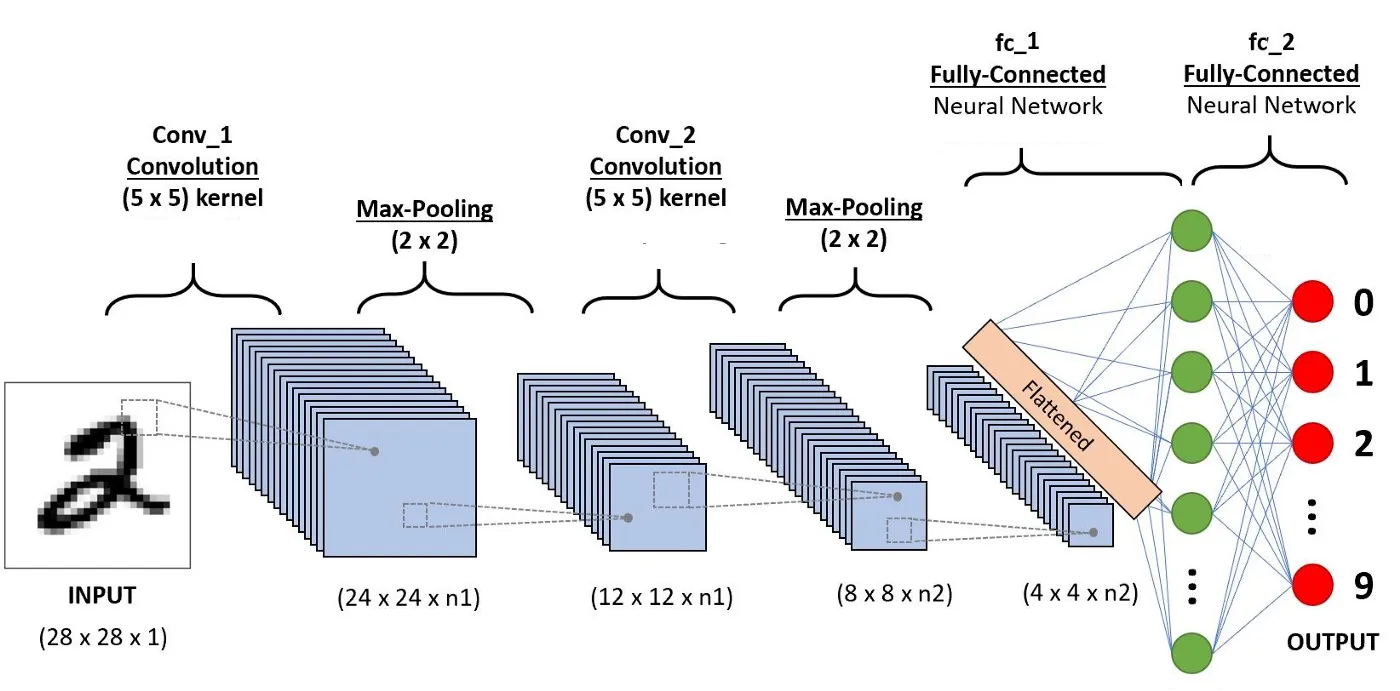 fc_1
Fully-Connected
Neural Network
fc_2
Fully-Connected
Neural Network
Conv_1
Convolution
(5 x 5) kernel
Max-Pooling
(2 x 2)
Conv_2
Convolution
(5 x 5) kernel
Max-Pooling
(2 x 2)
2
Flattened
0
1
2
9
INPUT
(28 x 28 x 1)
(24 x 24 x n1)
(12 x 12 x n1)
(8 x 8 x n2)
(4 x 4 x n2)
OUTPUT